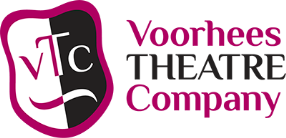 vTc
Voorhees
THEATRE
Company